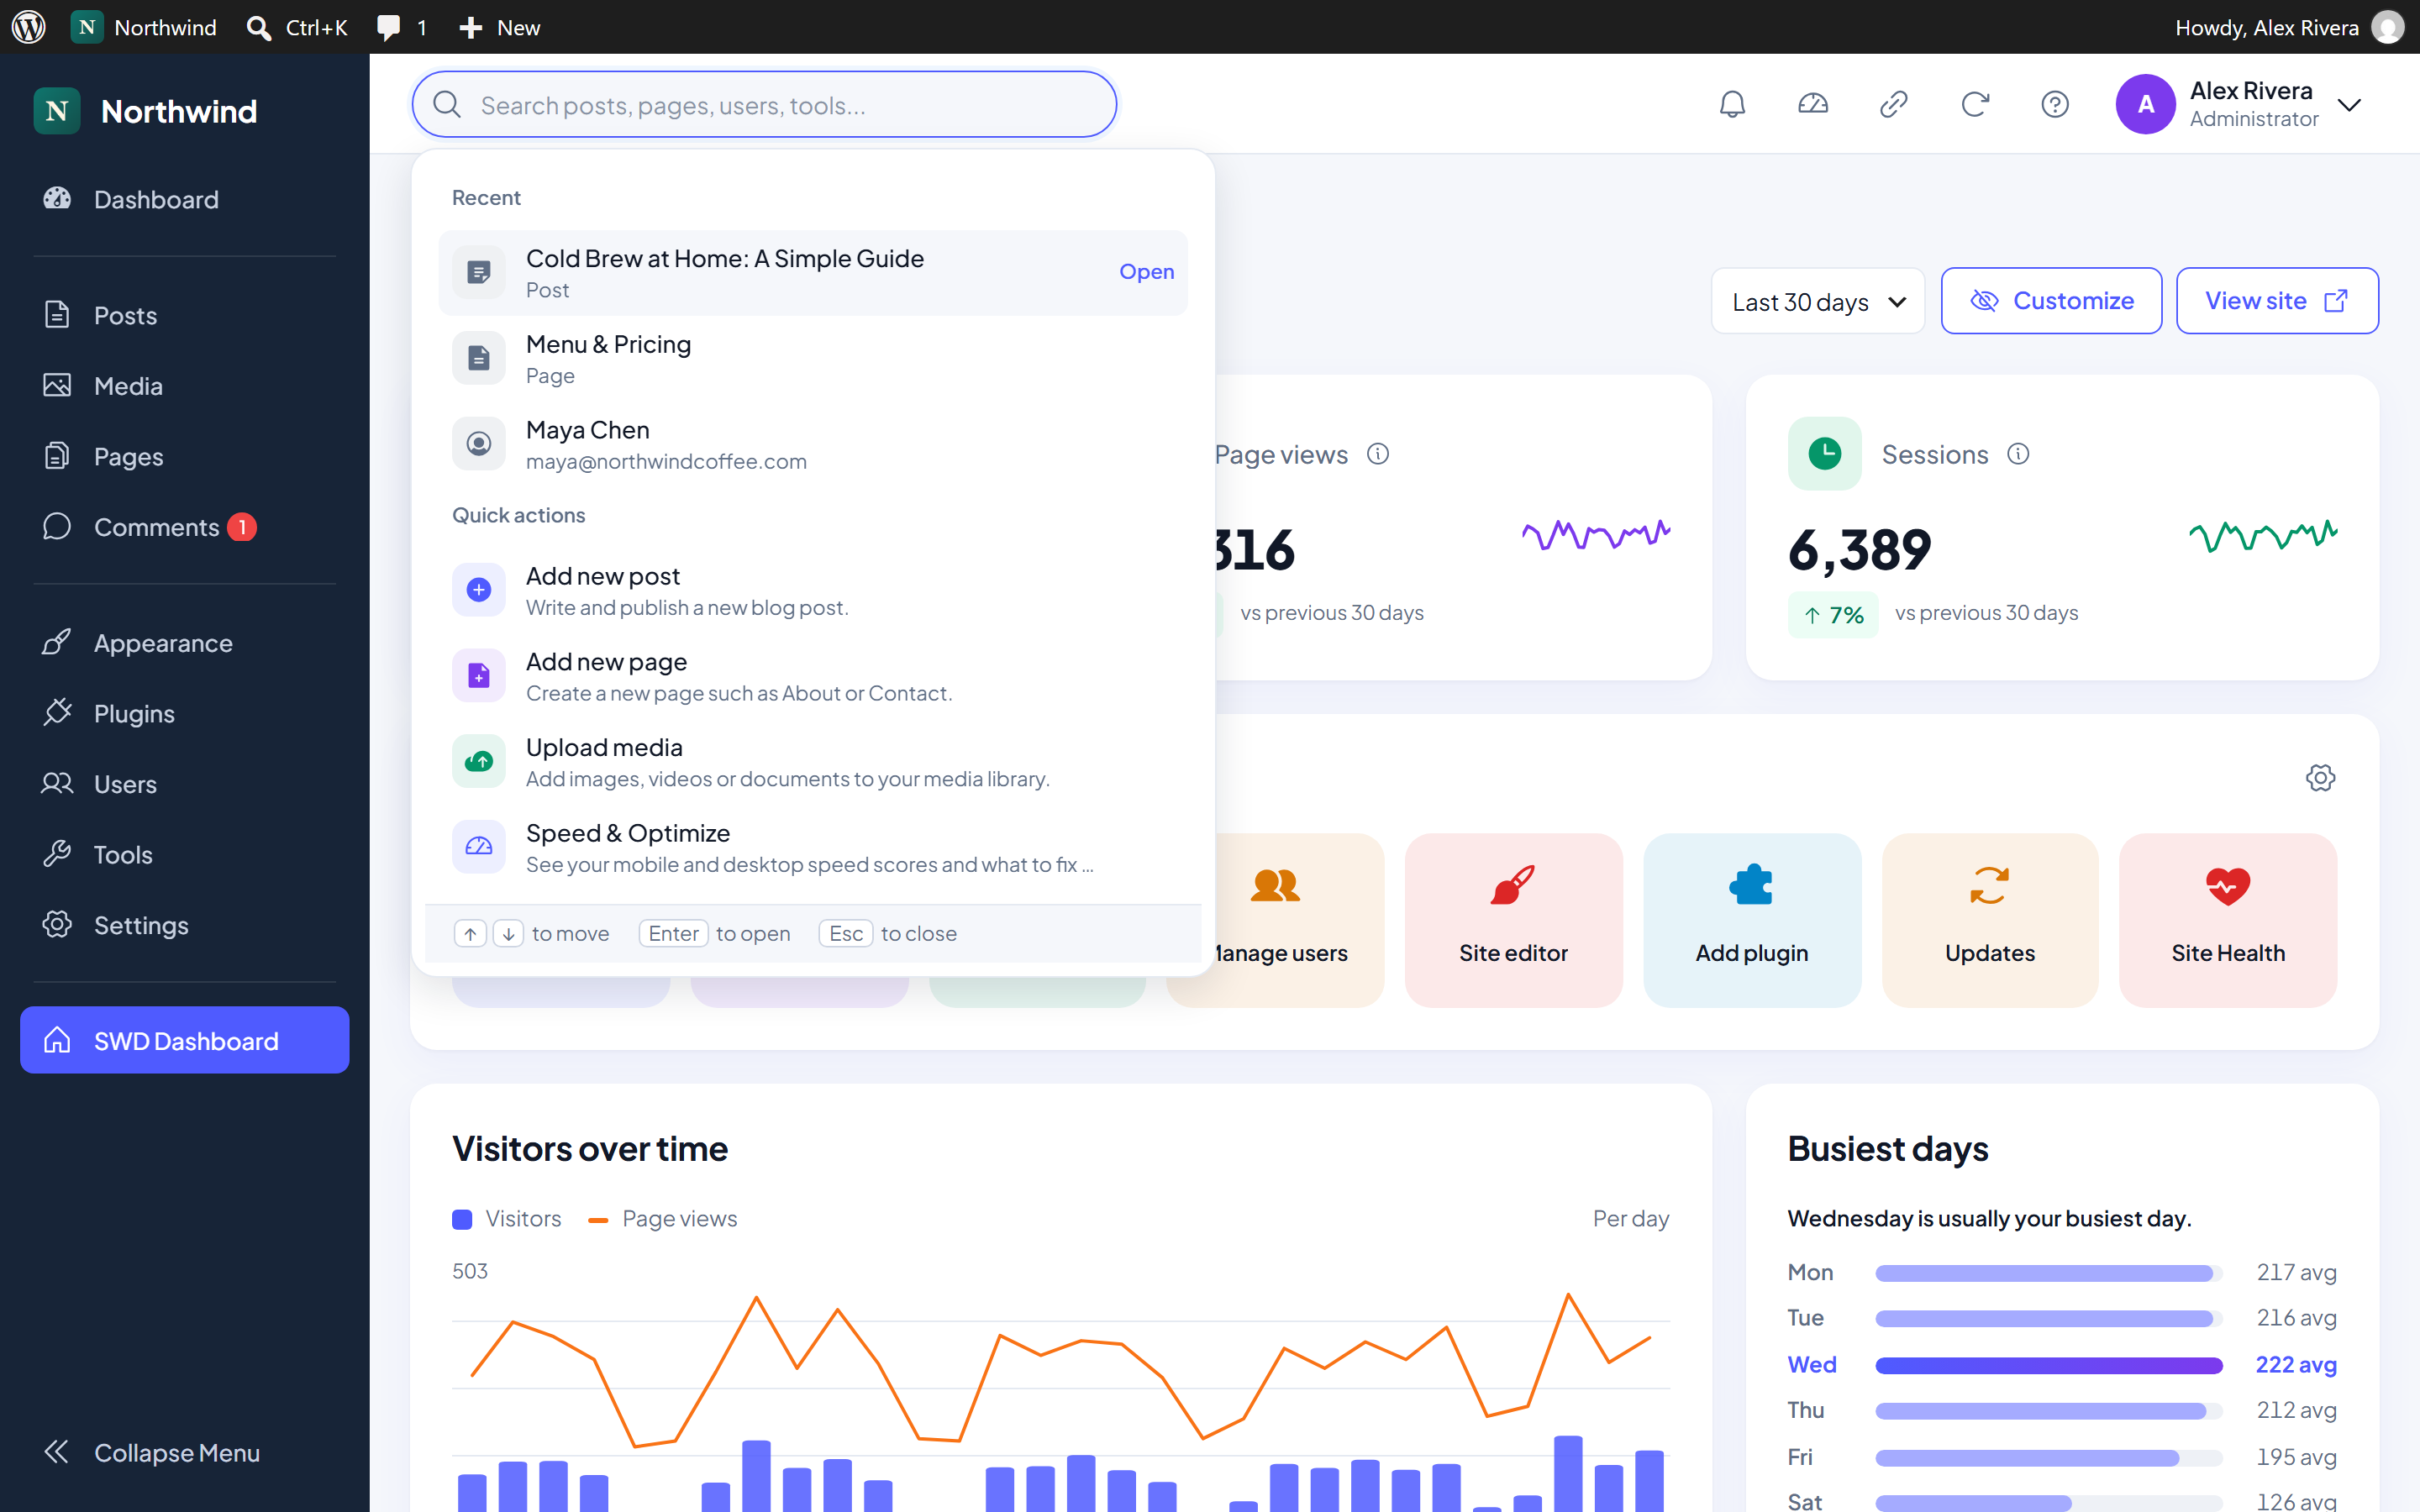 Northwind
Ctrl+K
1
New
Howdy, Alex Rivera
N
N
Northwind
Dashboard
Posts
Media
Pages
Comments 1
Appearance
Plugins
Users
Tools
Settings
SWD Dashboard
Collapse Menu
Search posts, pages, users, tools...
A
Alex Rivera
Administrator
Recent
Cold Brew at Home: A Simple Guide
Post
Open
Menu & Pricing
Page
Maya Chen
maya@northwindcoffee.com
Quick actions
Add new post
Write and publish a new blog post.
Add new page
Create a new page such as About or Contact.
Upload media
Add images, videos or documents to your media library.
Speed & Optimize
See your mobile and desktop speed scores and what to fix ...
↑ ↓ to move Enter to open Esc to close
Last 30 days
Customize
View site
Page views
316
vs previous 30 days
Sessions
6,389
↑ 7% vs previous 30 days
Manage users
Site editor
Add plugin
Updates
Site Health
Visitors over time
Visitors
Page views
Per day
503
Busiest days
Wednesday is usually your busiest day.
Mon 217 avg
Tue 216 avg
Wed 222 avg
Thu 212 avg
Fri 195 avg
Sat 126 avg